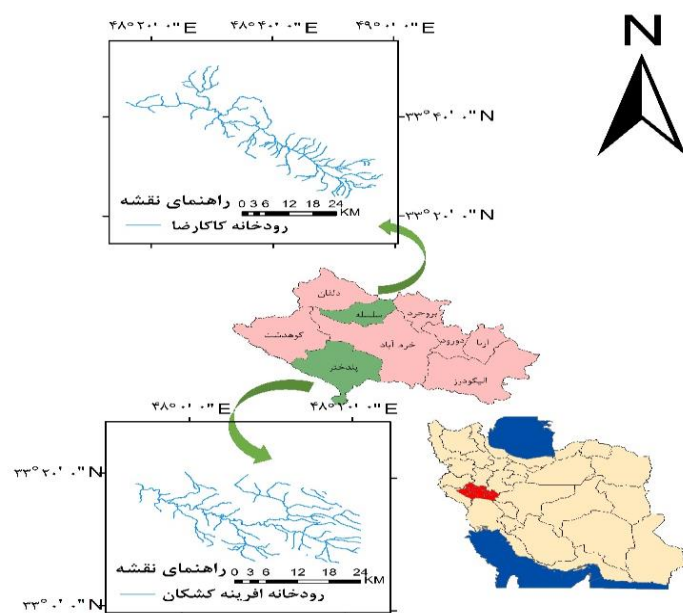 ۴۸°۲۰'۰"E ۴۸°۴۰'۰"E ۴۹°۰'۰"E
N
۳۳°۴۰'۰"N
راهنمای نقشه
0 3 6 12 18 24
KM
رودخانه کاکارضا
۳۳°۲۰'۰"N
دلفان
سلسله
بروجرد
کوهدشت
خرم آباد
دورود
ازنا
پلدختر
الیگودرز
۴۸°۰'۰"E ۴۸°۱۰'۰"E
۳۳°۲۰'۰"N
راهنمای نقشه
0 3 6 12 18 24
KM
رودخانه افرینه کشکان
۳۳°۰'۰"N